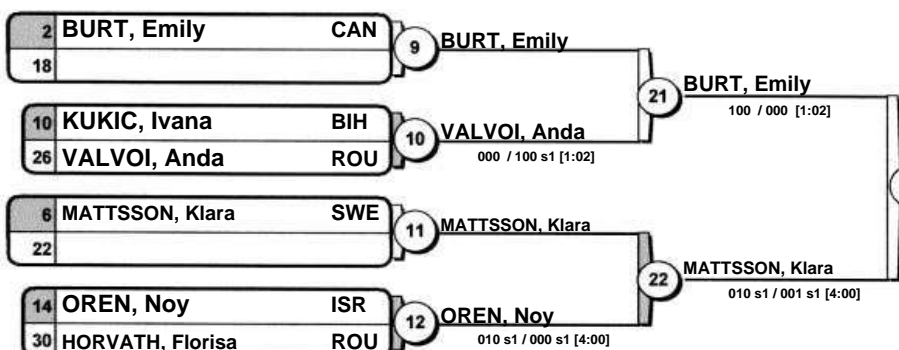 2 BURT, Emily CAN
18
9 BURT, Emily
10 KUKIC, Ivana BIH
26 VALVOI, Anda ROU
10 VALVOI, Anda
000 / 100 s1 [1:02]
21 BURT, Emily
100 / 000 [1:02]
6 MATTSSON, Klara SWE
22
11 MATTSSON, Klara
14 OREN, Noy ISR
30 HORVATH, Florisa ROU
12 OREN, Noy
010 s1 / 000 s1 [4:00]
22 MATTSSON, Klara
010 s1 / 001 s1 [4:00]